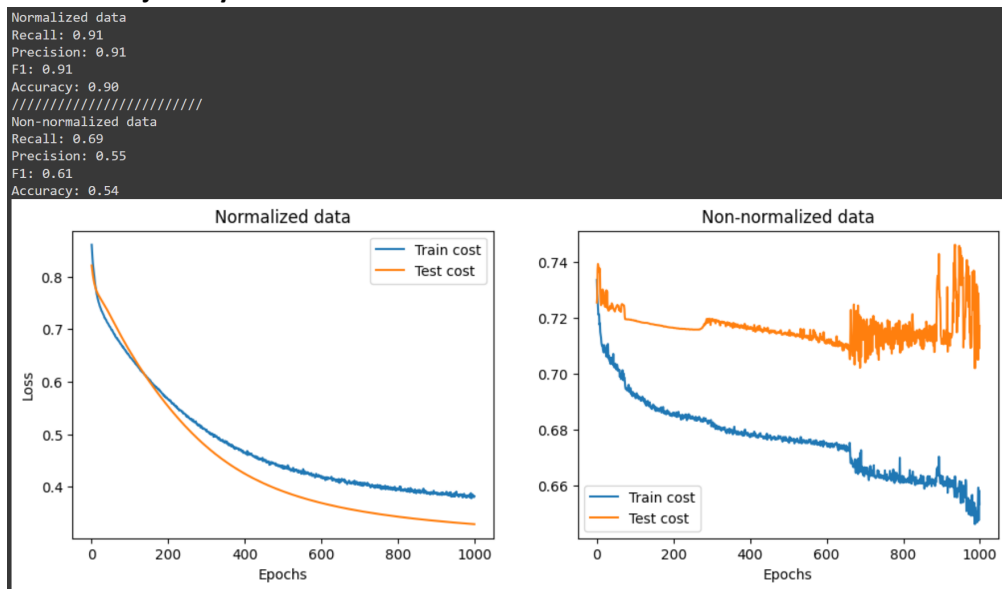 Normalized data
Recall: 0.91
Precision: 0.91
F1: 0.91
Accuracy: 0.90
/////////////////////////
Non-normalized data
Recall: 0.69
Precision: 0.55
F1: 0.61
Accuracy: 0.54
Normalized data
Train cost
Test cost
0.8
0.7
0.6
0.5
0.4
Loss
0 200 400 600 800 1000
Epochs
Non-normalized data
0.74
0.72
0.70
0.68
0.66
Train cost
Test cost
0 200 400 600 800 1000
Epochs